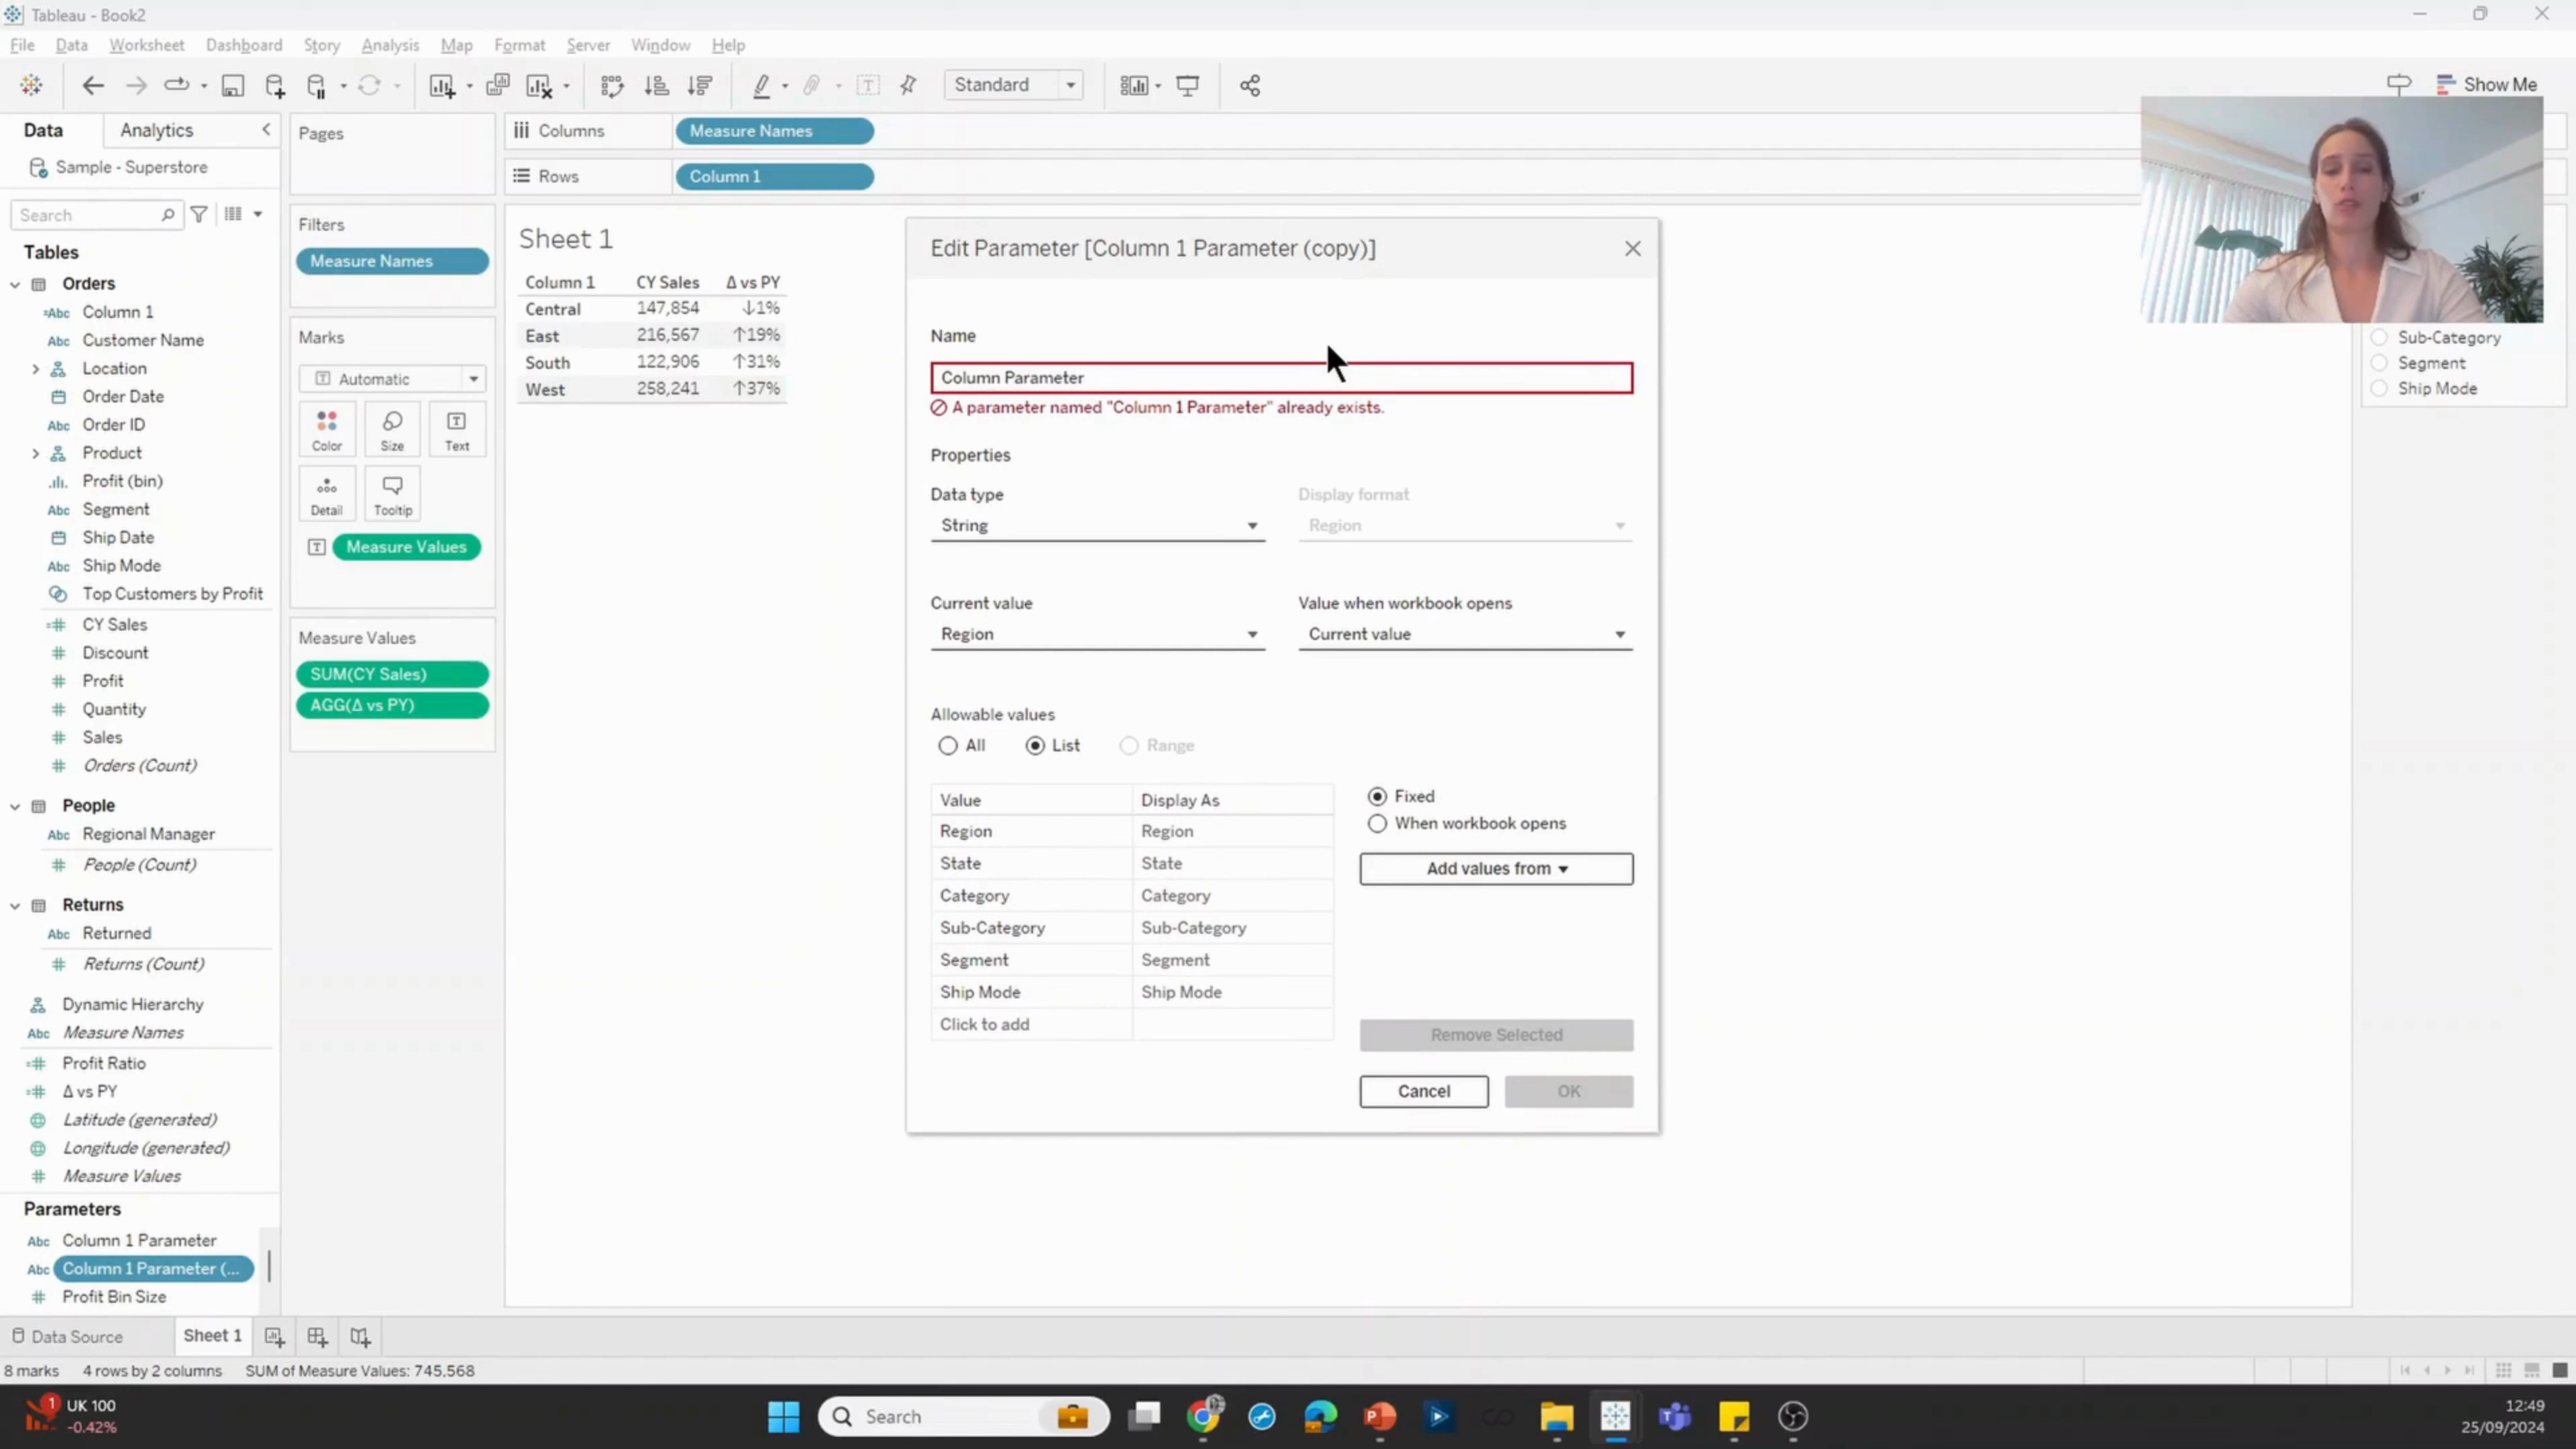 Tableau - Book2
File Data Worksheet Dashboard Story Analysis Map Format Server Window Help
Standard
Show Me
Data Analytics
Sample - Superstore
Search
Tables
Orders
Abc Column 1
Abc Customer Name
Location
Order Date
Abc Order ID
Product
Profit (bin)
Abc Segment
Ship Date
Abc Ship Mode
Top Customers by Profit
CY Sales
Discount
Profit
Quantity
Sales
Orders (Count)
People
Abc Regional Manager
People (Count)
Returns
Abc Returned
Returns (Count)
Dynamic Hierarchy
Abc Measure Names
Profit Ratio
Δ vs PY
Latitude (generated)
Longitude (generated)
Measure Values
Parameters
Abc Column 1 Parameter
Abc Column 1 Parameter (...
Profit Bin Size
Pages
Filters
Measure Names
Marks
Automatic
Color Size Text
Detail Tooltip
Measure Values
Measure Values
SUM(CY Sales)
AGG(Δ vs PY)
Columns Measure Names
Rows Column 1
Sheet 1
Column 1 CY Sales Δ vs PY
Central 147,854 ↓1%
East 216,567 ↑19%
South 122,906 ↑31%
West 258,241 ↑37%
Edit Parameter [Column 1 Parameter (copy)]
Name
Column Parameter
A parameter named "Column 1 Parameter" already exists.
Properties
Data type Display format
String Region
Current value Value when workbook opens
Region Current value
Allowable values
All List Range
Value Display As
Region Region
State State
Category Category
Sub-Category Sub-Category
Segment Segment
Ship Mode Ship Mode
Click to add
Fixed
When workbook opens
Add values from
Remove Selected
Cancel OK
Sub-Category
Segment
Ship Mode
Data Source Sheet 1
8 marks 4 rows by 2 columns SUM of Measure Values: 745,568
1 UK 100
-0.42%
Search
12:49
25/09/2024